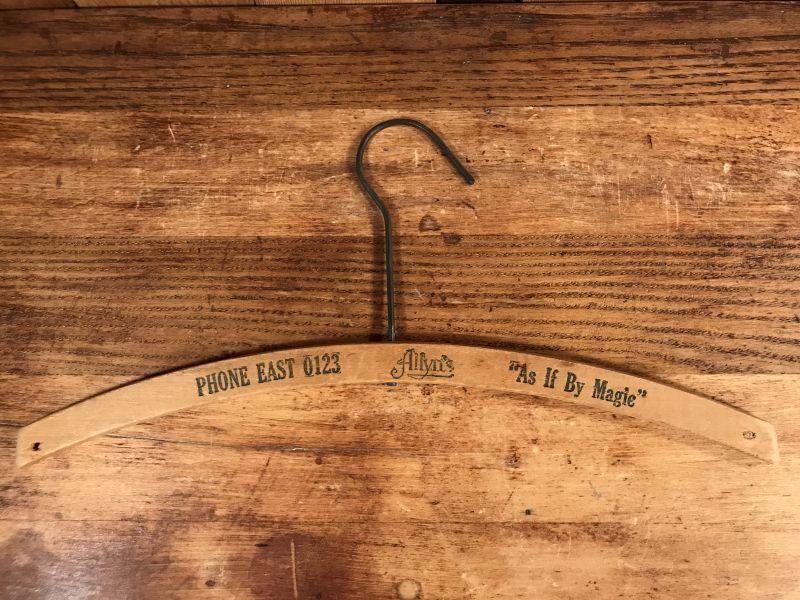 PHONE EAST 0123 Allyn's "As If By Magic"